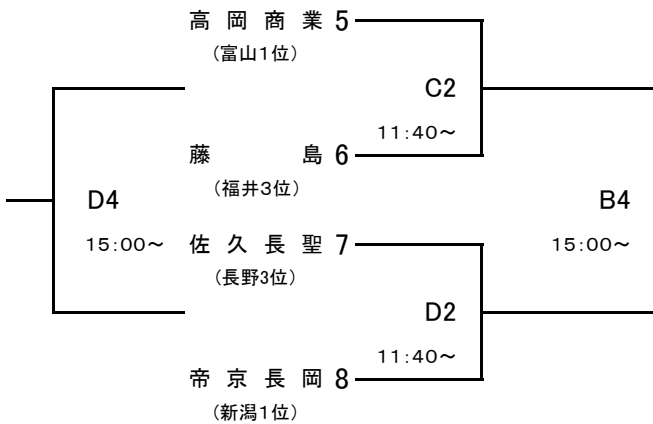 高岡商業 5
（富山1位）
C2
11:40～
藤島 6
（福井3位）
D4
B4
15:00～
佐久長聖 7
15:00～
（長野3位）
D2
11:40～
帝京長岡 8
（新潟1位）